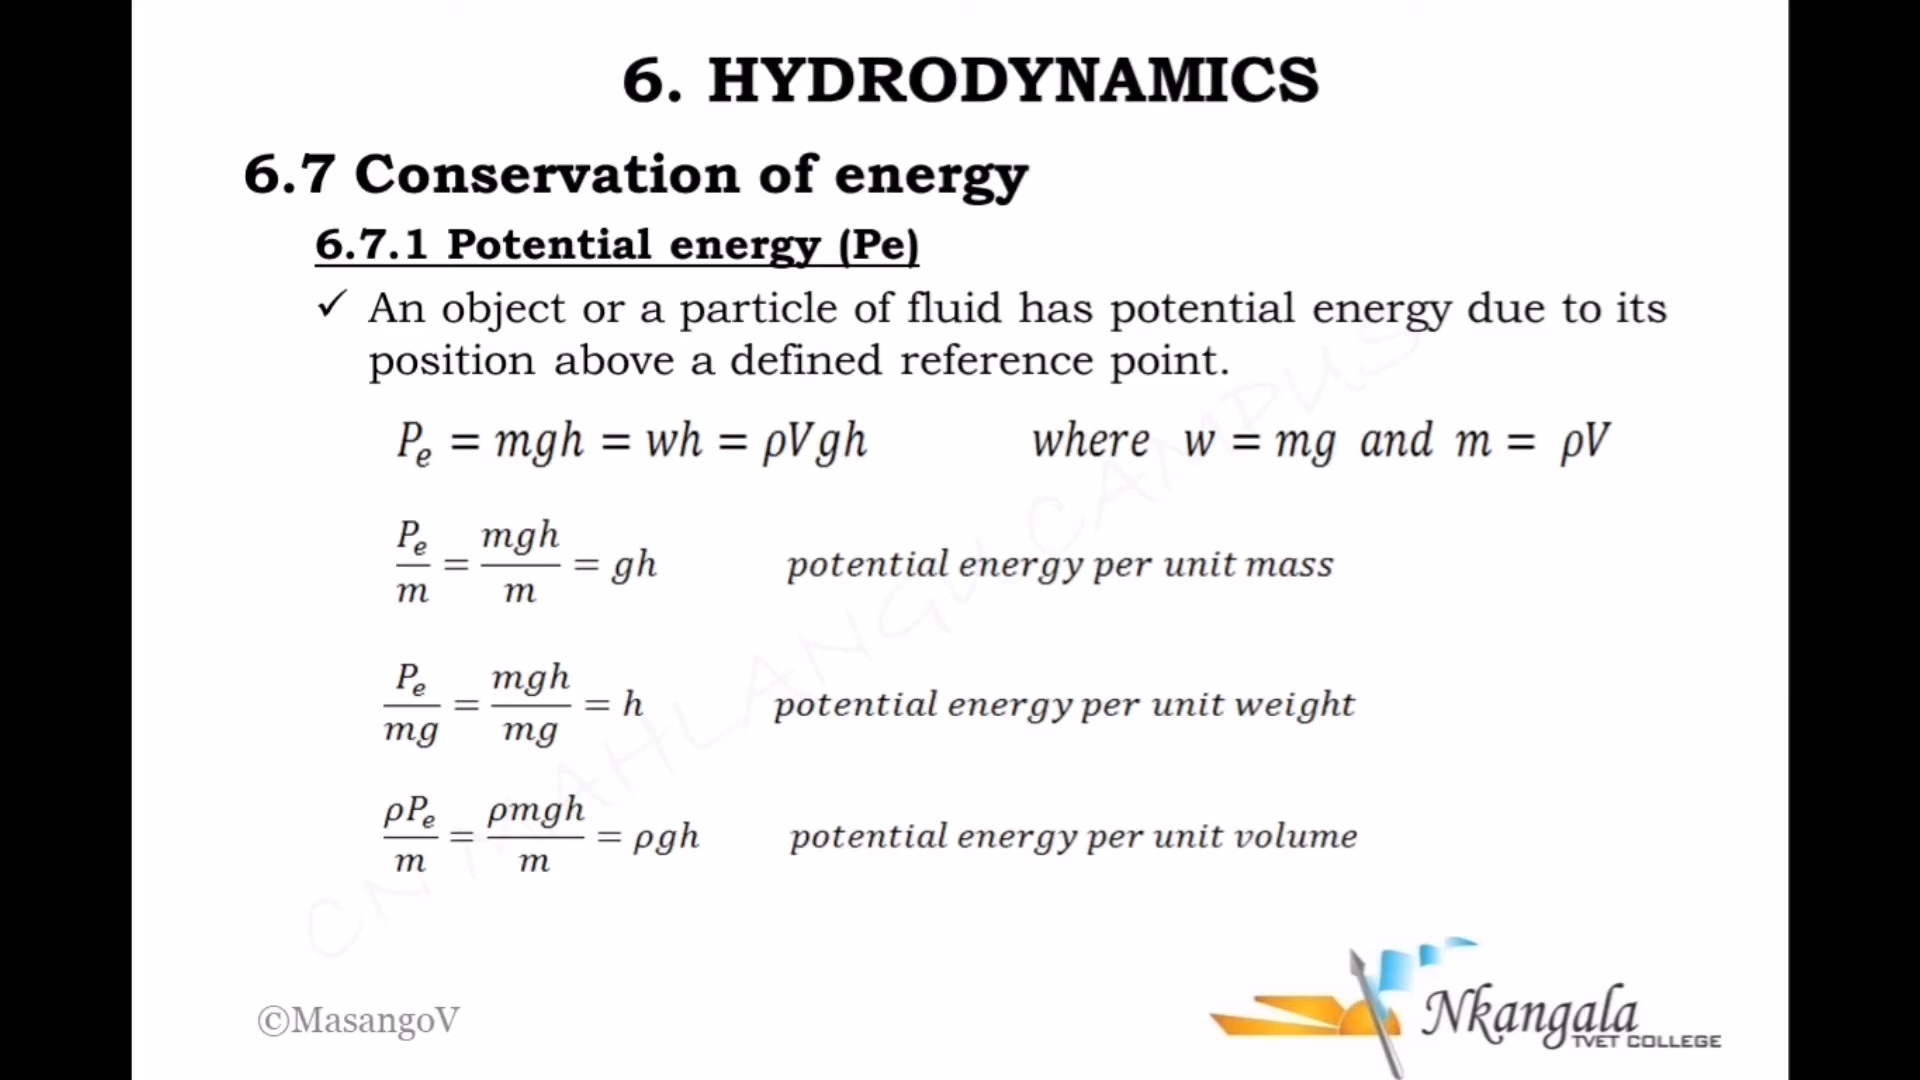 6. HYDRODYNAMICS
6.7 Conservation of energy
6.7.1 Potential energy (Pe)
✓ An object or a particle of fluid has potential energy due to its
position above a defined reference point.
Pₑ = mgh = wh = ρVgh where w = mg and m = ρV
Pₑ/m = mgh/m = gh potential energy per unit mass
Pₑ/mg = mgh/mg = h potential energy per unit weight
ρPₑ/m = ρmgh/m = ρgh potential energy per unit volume
CN MAHLANGU CAMPUS
©MasangoV
Nkangala
TVET COLLEGE